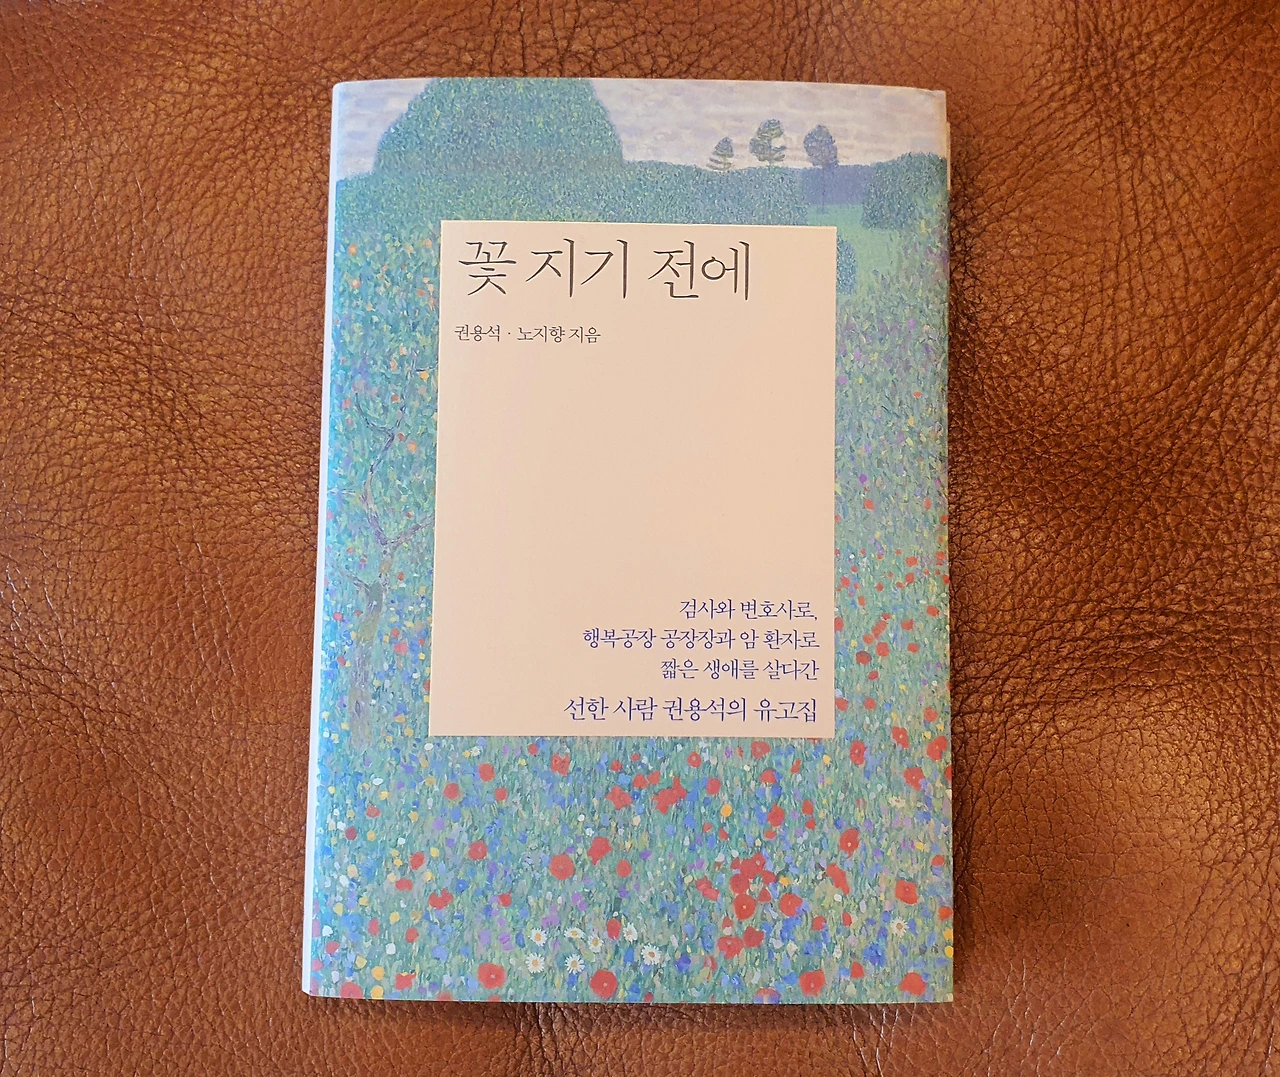 꽃 지기 전에
권용석 · 노지향 지음
검사와 변호사로,
행복공장 공장장과 암 환자로
짧은 생애를 살다간
선한 사람 권용석의 유고집